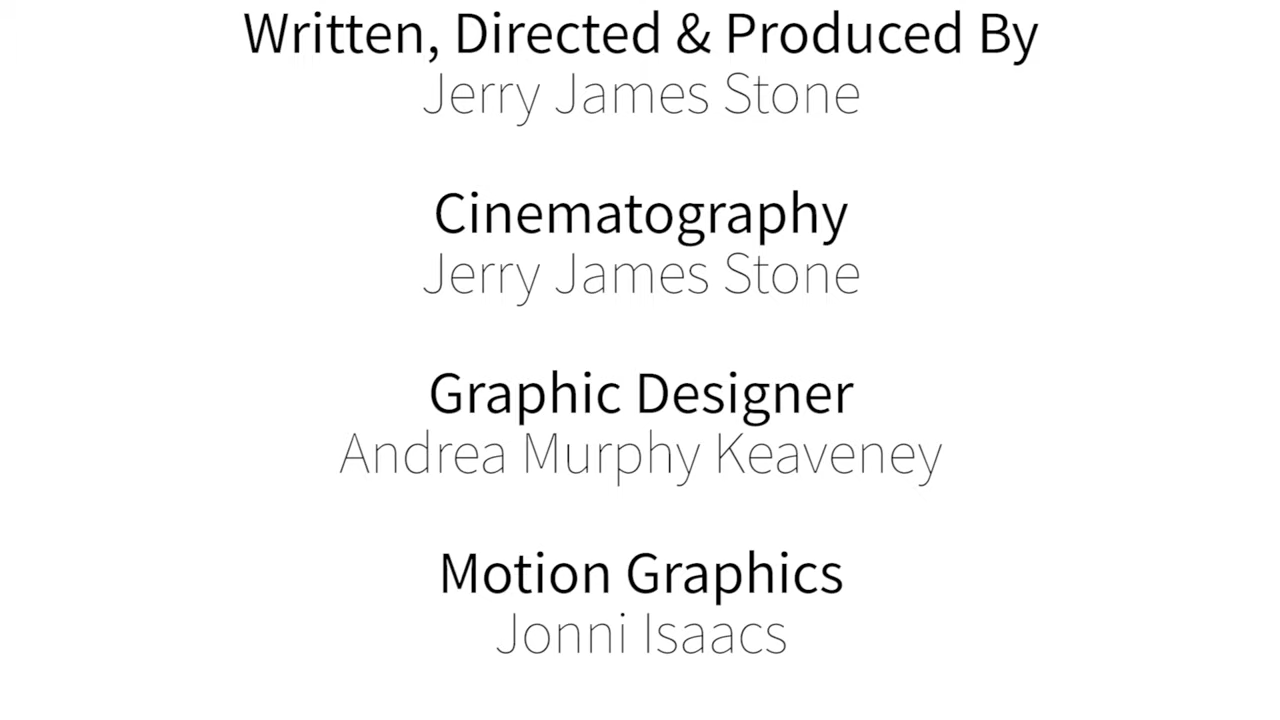 Written, Directed & Produced By
Jerry James Stone
Cinematography
Jerry James Stone
Graphic Designer
Andrea Murphy Keaveney
Motion Graphics
Jonni Isaacs